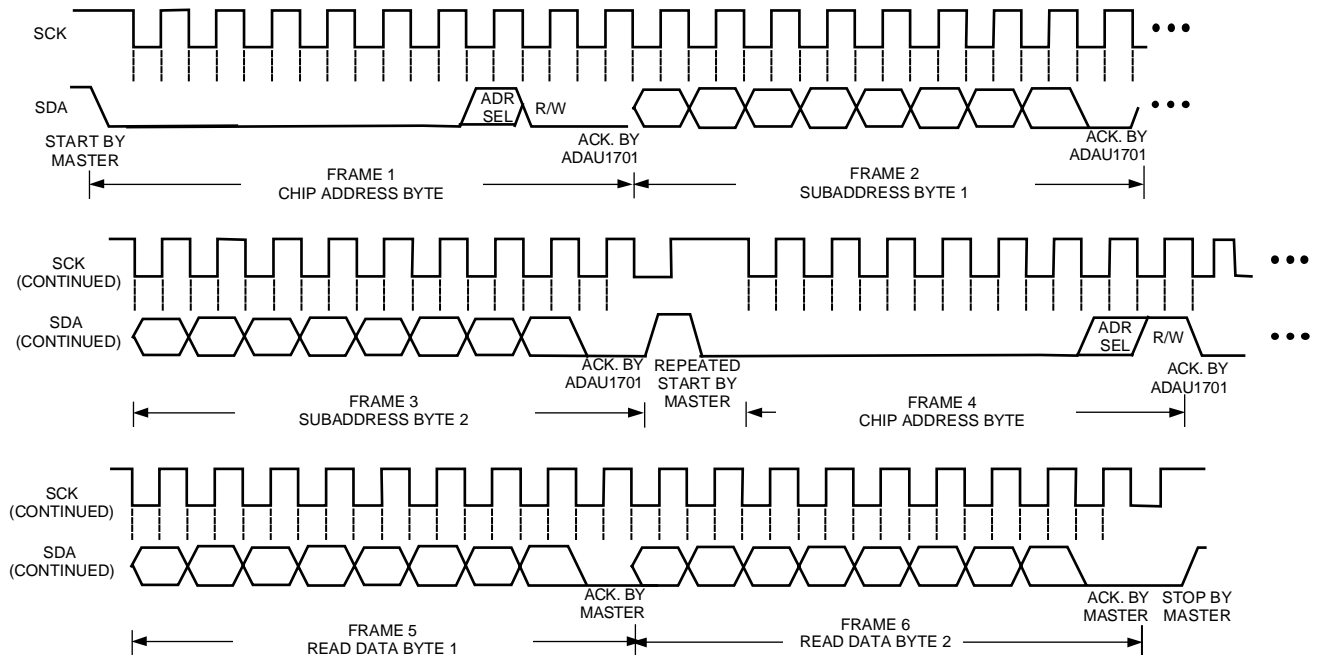 SCK
SDA
ADR
SEL
R/W
START BY
MASTER
ACK. BY
ADAU1701
ACK. BY
ADAU1701
FRAME 1
CHIP ADDRESS BYTE
FRAME 2
SUBADDRESS BYTE 1
SCK
(CONTINUED)
SDA
(CONTINUED)
ADR
SEL
R/W
ACK. BY
ADAU1701
REPEATED
START BY
MASTER
ACK. BY
ADAU1701
FRAME 3
SUBADDRESS BYTE 2
FRAME 4
CHIP ADDRESS BYTE
SCK
(CONTINUED)
SDA
(CONTINUED)
ACK. BY
MASTER
ACK. BY
MASTER
STOP BY
MASTER
FRAME 5
READ DATA BYTE 1
FRAME 6
READ DATA BYTE 2